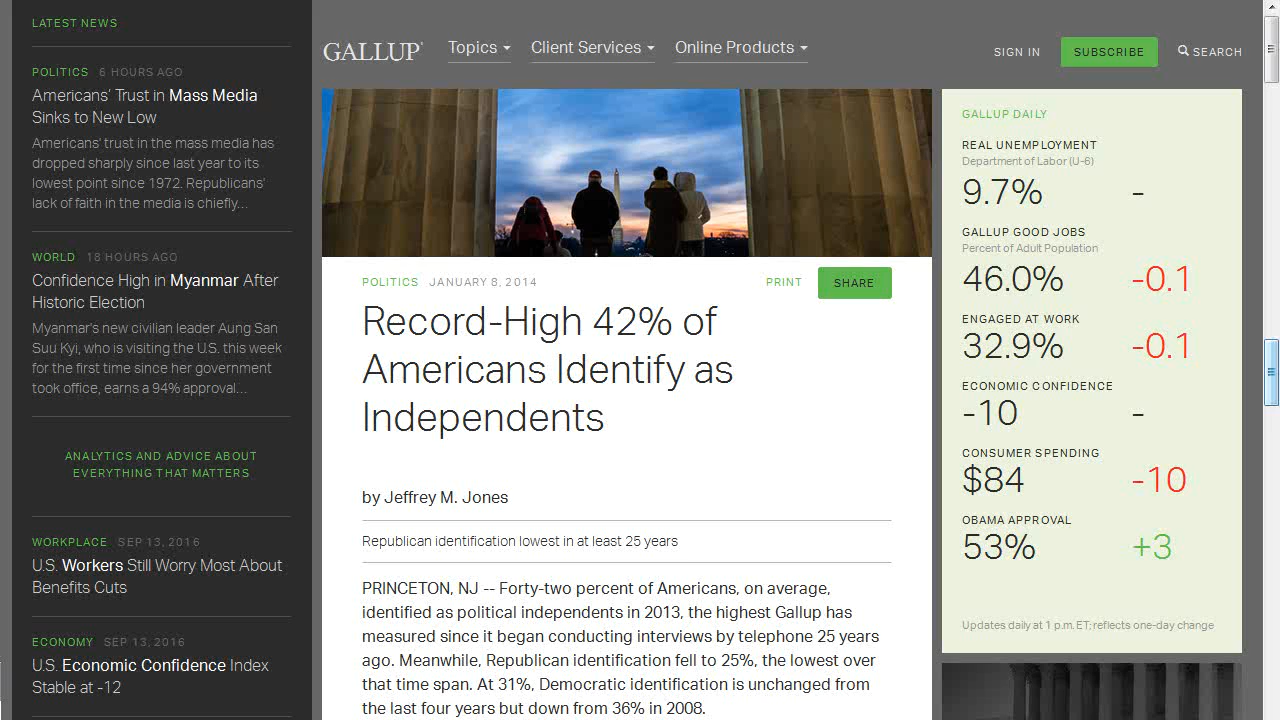 LATEST NEWS
POLITICS 6 HOURS AGO
Americans' Trust in Mass Media
Sinks to New Low
Americans' trust in the mass media has
dropped sharply since last year to its
lowest point since 1972. Republicans'
lack of faith in the media is chiefly...
WORLD 18 HOURS AGO
Confidence High in Myanmar After
Historic Election
Myanmar's new civilian leader Aung San
Suu Kyi, who is visiting the U.S. this week
for the first time since her government
took office, earns a 94% approval...
ANALYTICS AND ADVICE ABOUT
EVERYTHING THAT MATTERS
WORKPLACE SEP 13, 2016
U.S. Workers Still Worry Most About
Benefits Cuts
ECONOMY SEP 13, 2016
U.S. Economic Confidence Index
Stable at -12
GALLUP® Topics Client Services Online Products
SIGN IN SUBSCRIBE SEARCH
POLITICS JANUARY 8, 2014 PRINT SHARE
Record-High 42% of
Americans Identify as
Independents
by Jeffrey M. Jones
Republican identification lowest in at least 25 years
PRINCETON, NJ -- Forty-two percent of Americans, on average,
identified as political independents in 2013, the highest Gallup has
measured since it began conducting interviews by telephone 25 years
ago. Meanwhile, Republican identification fell to 25%, the lowest over
that time span. At 31%, Democratic identification is unchanged from
the last four years but down from 36% in 2008.
GALLUP DAILY
REAL UNEMPLOYMENT
Department of Labor (U-6)
9.7% -
GALLUP GOOD JOBS
Percent of Adult Population
46.0% -0.1
ENGAGED AT WORK
32.9% -0.1
ECONOMIC CONFIDENCE
-10 -
CONSUMER SPENDING
$84 -10
OBAMA APPROVAL
53% +3
Updates daily at 1 p.m. ET; reflects one-day change